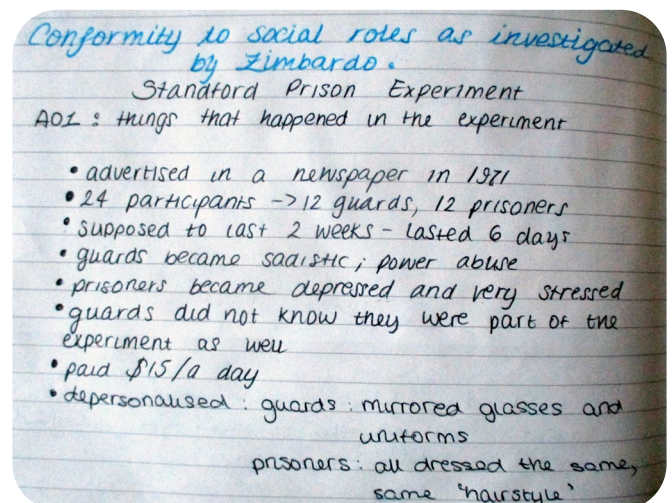 Conformity to social roles as investigated
by Zimbardo.
Standford Prison Experiment
AO1 : things that happened in the experiment
• advertised in a newspaper in 1971
• 24 participants -> 12 guards, 12 prisoners
• supposed to last 2 weeks - lasted 6 days
• guards became sadistic ; power abuse
• prisoners became depressed and very stressed
• guards did not know they were part of the
experiment as well
• paid $15/a day
• depersonalised : guards : mirrored glasses and
uniforms
prisoners : all dressed the same,
same 'hairstyle'